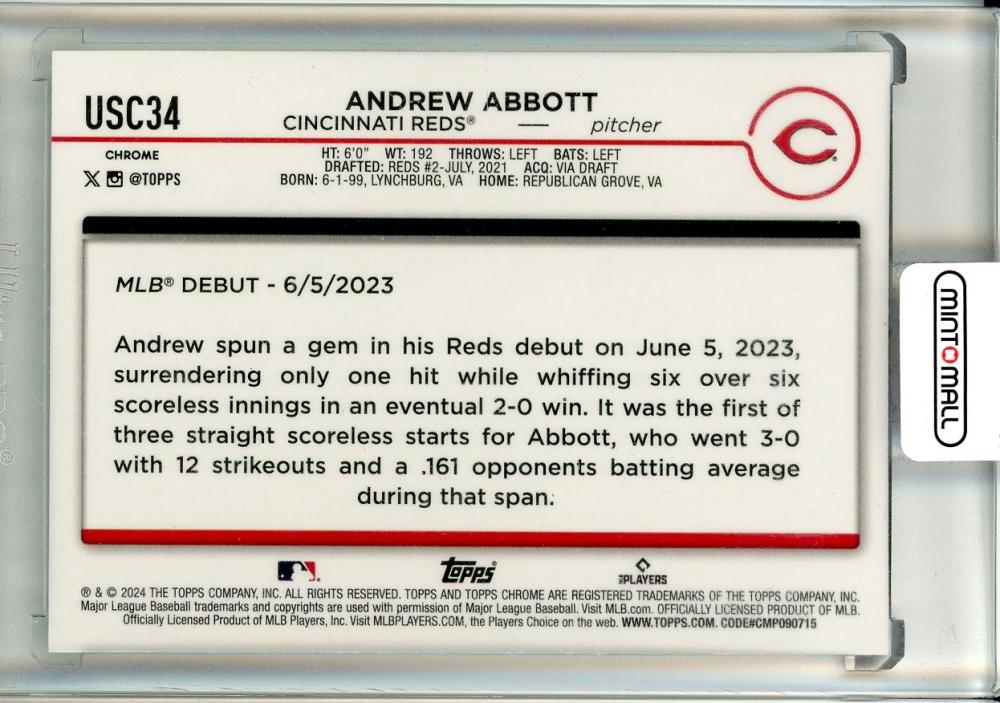 USC34
ANDREW ABBOTT
CINCINNATI REDS® — pitcher
CHROME
@TOPPS
HT: 6'0" WT: 192 THROWS: LEFT BATS: LEFT
DRAFTED: REDS #2-JULY, 2021 ACQ: VIA DRAFT
BORN: 6-1-99, LYNCHBURG, VA HOME: REPUBLICAN GROVE, VA
C
MLB® DEBUT - 6/5/2023
Andrew spun a gem in his Reds debut on June 5, 2023,
surrendering only one hit while whiffing six over six
scoreless innings in an eventual 2-0 win. It was the first of
three straight scoreless starts for Abbott, who went 3-0
with 12 strikeouts and a .161 opponents batting average
during that span.
MINTOMALL
topps
MLB PLAYERS
® & © 2024 THE TOPPS COMPANY, INC. ALL RIGHTS RESERVED. TOPPS AND TOPPS CHROME ARE REGISTERED TRADEMARKS OF THE TOPPS COMPANY, INC.
Major League Baseball trademarks and copyrights are used with permission of Major League Baseball. Visit MLB.com. OFFICIALLY LICENSED PRODUCT OF MLB.
Officially Licensed Product of MLB Players, Inc. Visit MLBPLAYERS.COM, the Players Choice on the web. WWW.TOPPS.COM. CODE#CMP090715